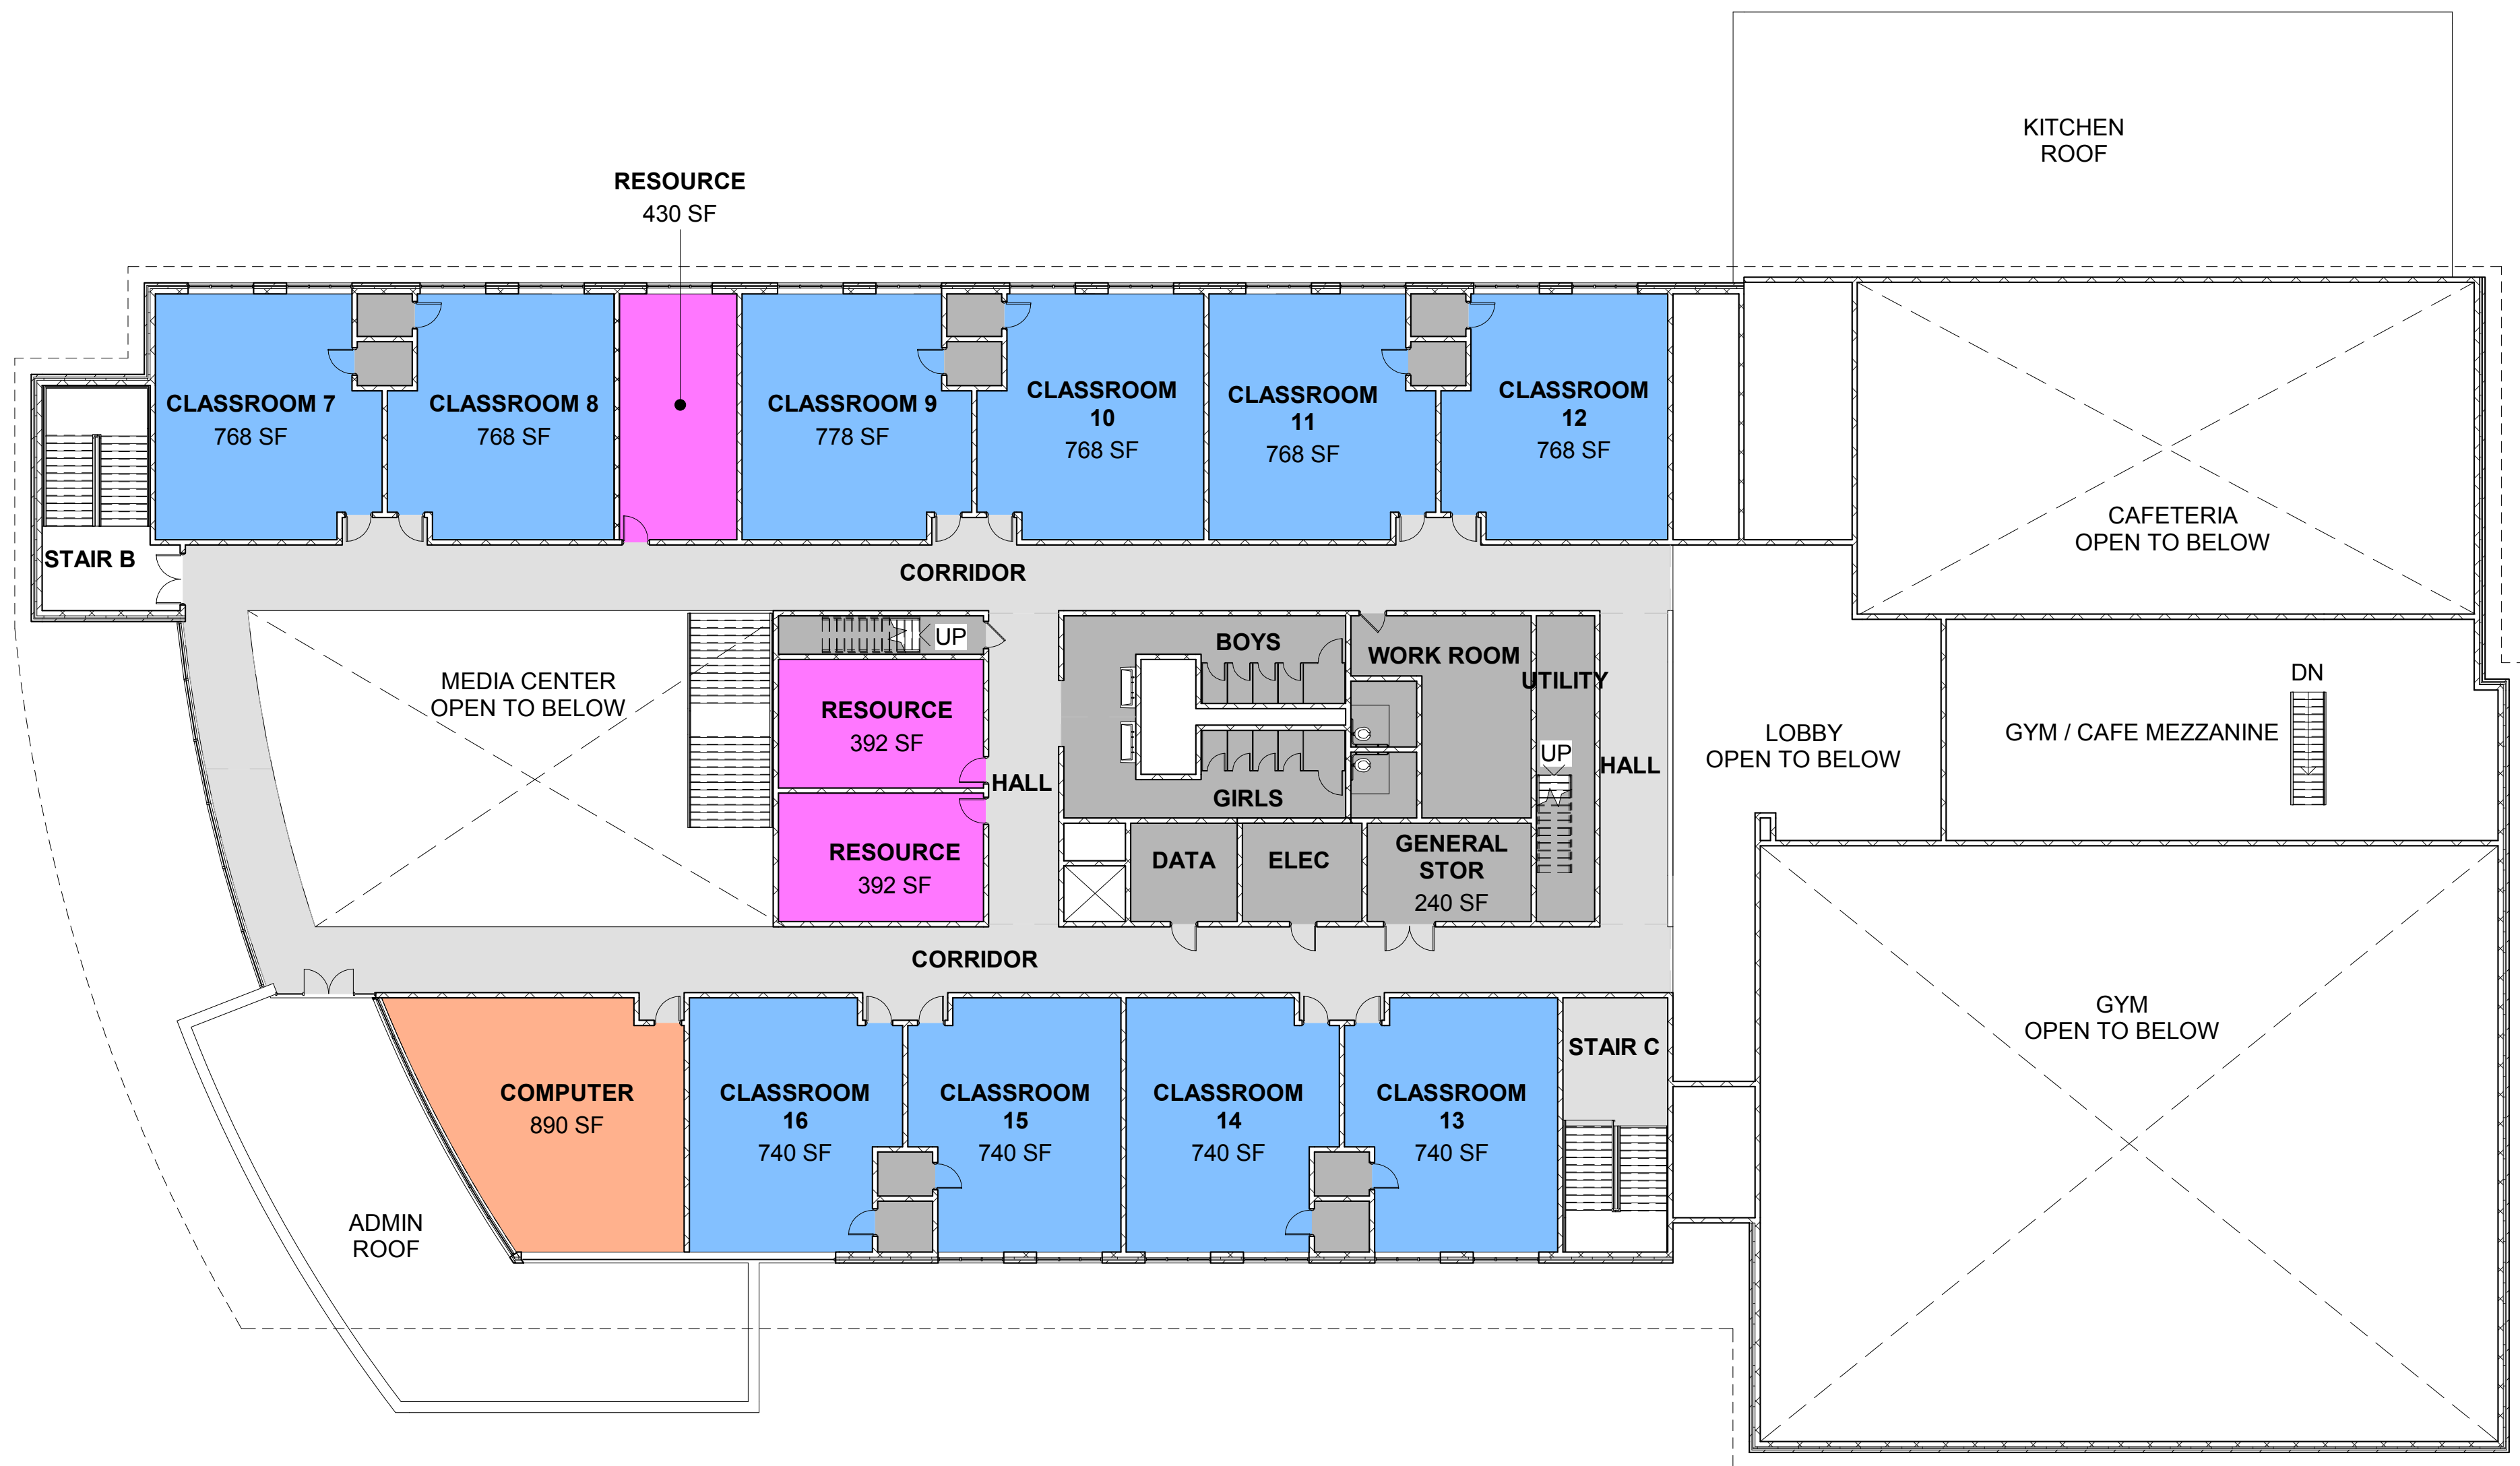 KITCHEN
ROOF
RESOURCE
430 SF
CLASSROOM 7
768 SF
CLASSROOM 8
768 SF
CLASSROOM 9
778 SF
CLASSROOM
10
768 SF
CLASSROOM
11
768 SF
CLASSROOM
12
768 SF
CAFETERIA
OPEN TO BELOW
STAIR B
CORRIDOR
UP
BOYS
WORK ROOM
UTILITY
MEDIA CENTER
OPEN TO BELOW
RESOURCE
392 SF
HALL
GIRLS
UP
HALL
LOBBY
OPEN TO BELOW
GYM / CAFE MEZZANINE
DN
RESOURCE
392 SF
DATA
ELEC
GENERAL
STOR
240 SF
CORRIDOR
GYM
OPEN TO BELOW
STAIR C
COMPUTER
890 SF
CLASSROOM
16
740 SF
CLASSROOM
15
740 SF
CLASSROOM
14
740 SF
CLASSROOM
13
740 SF
ADMIN
ROOF